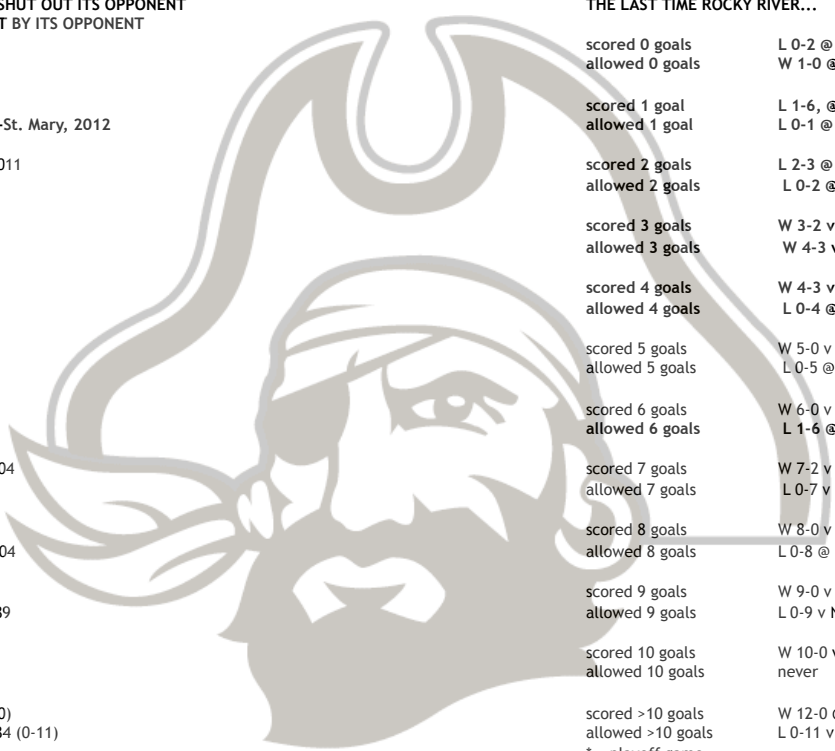 SHUT OUT ITS OPPONENT
T BY ITS OPPONENT
-St. Mary, 2012
011
04
04
39
0)
34 (0-11)
THE LAST TIME ROCKY RIVER...
scored 0 goals L 0-2 @
allowed 0 goals W 1-0 @
scored 1 goal L 1-6, @
allowed 1 goal L 0-1 @
scored 2 goals L 2-3 @
allowed 2 goals L 0-2 @
scored 3 goals W 3-2 v
allowed 3 goals W 4-3 v
scored 4 goals W 4-3 v
allowed 4 goals L 0-4 @
scored 5 goals W 5-0 v
allowed 5 goals L 0-5 @
scored 6 goals W 6-0 v
allowed 6 goals L 1-6 @
scored 7 goals W 7-2 v
allowed 7 goals L 0-7 v
scored 8 goals W 8-0 v
allowed 8 goals L 0-8 @
scored 9 goals W 9-0 v
allowed 9 goals L 0-9 v
scored 10 goals W 10-0 v
allowed 10 goals never
scored >10 goals W 12-0
allowed >10 goals L 0-11 v